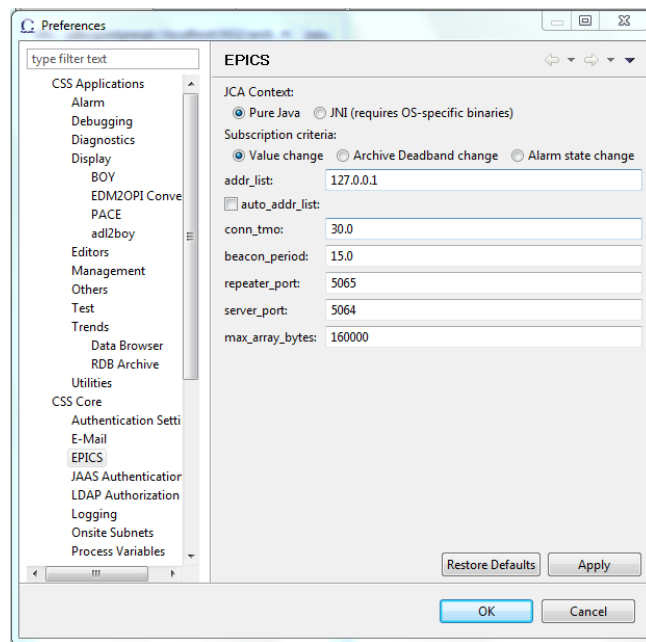 Preferences
type filter text
CSS Applications
Alarm
Debugging
Diagnostics
Display
BOY
EDM2OPI Conve
PACE
adl2boy
Editors
Management
Others
Test
Trends
Data Browser
RDB Archive
Utilities
CSS Core
Authentication Setti
E-Mail
EPICS
JAAS Authentication
LDAP Authorization
Logging
Onsite Subnets
Process Variables
EPICS
JCA Context:
Pure Java JNI (requires OS-specific binaries)
Subscription criteria:
Value change Archive Deadband change Alarm state change
addr_list: 127.0.0.1
auto_addr_list:
conn_tmo: 30.0
beacon_period: 15.0
repeater_port: 5065
server_port: 5064
max_array_bytes: 160000
Restore Defaults Apply
OK Cancel